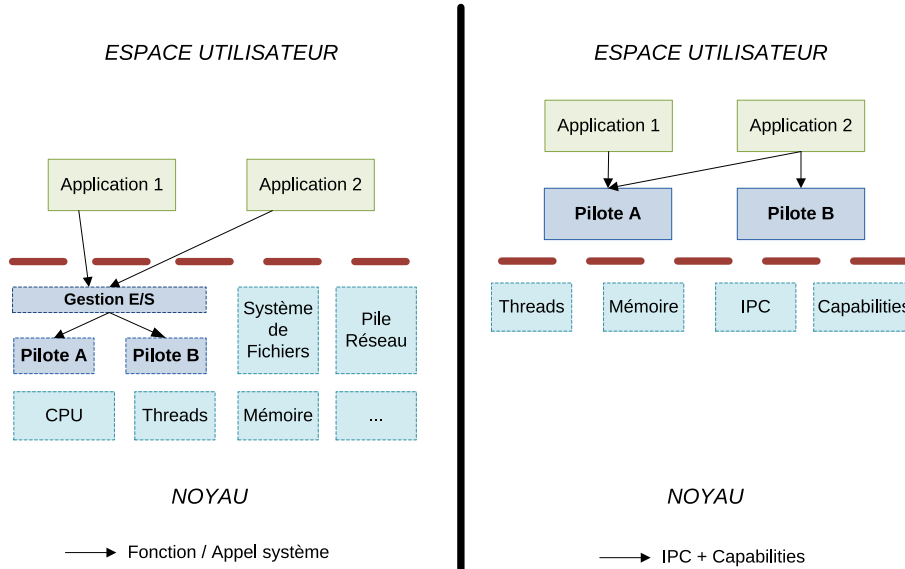 ESPACE UTILISATEUR
Application 1
Application 2
Gestion E/S
Pilote A
Pilote B
Système
de
Fichiers
Pile
Réseau
CPU
Threads
Mémoire
...
NOYAU
Fonction / Appel système
ESPACE UTILISATEUR
Application 1
Application 2
Pilote A
Pilote B
Threads
Mémoire
IPC
Capabilities
NOYAU
IPC + Capabilities